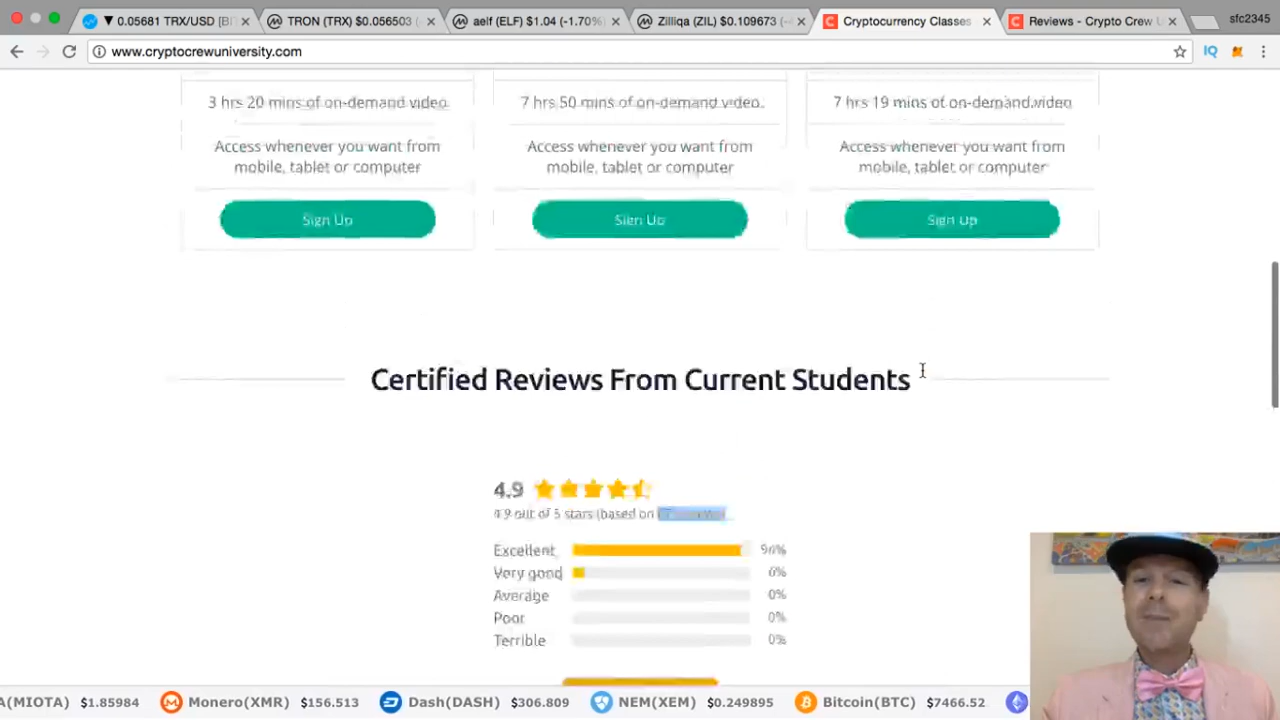 0.05681 TRX/USD [BI
TRON (TRX) $0.056503 (
aelf (ELF) $1.04 (-1.70%)
Zilliqa (ZIL) $0.109673 (-
Cryptocurrency Classes
Reviews - Crypto Crew U
sfc2345
www.cryptocrewuniversity.com
IQ
3 hrs 20 mins of on-demand video
7 hrs 50 mins of on-demand video
7 hrs 19 mins of on-demand video
Access whenever you want from
mobile, tablet or computer
Access whenever you want from
mobile, tablet or computer
Access whenever you want from
mobile, tablet or computer
Sign Up
Sign Up
Sign Up
Certified Reviews From Current Students
4.9
4.9 out of 5 stars (based on
Excellent
Very good 6%
Average 0%
Poor 0%
Terrible 0%
A(MIOTA) $1.85984 Monero(XMR) $156.513 Dash(DASH) $306.809 NEM(XEM) $0.249895 Bitcoin(BTC) $7466.52